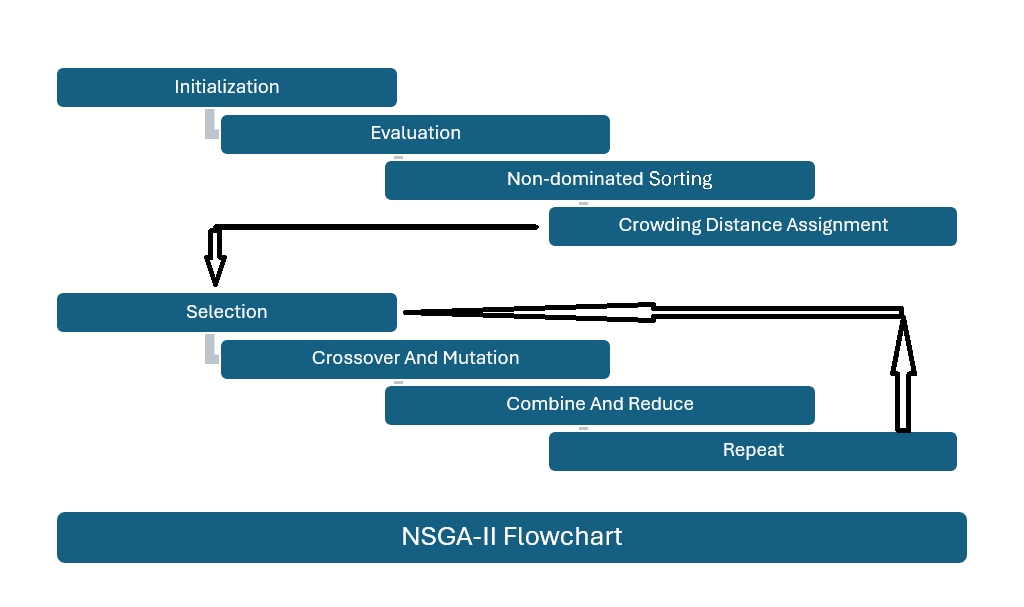 Initialization
Evaluation
Non-dominated Sorting
Crowding Distance Assignment
Selection
Crossover And Mutation
Combine And Reduce
Repeat
NSGA-II Flowchart